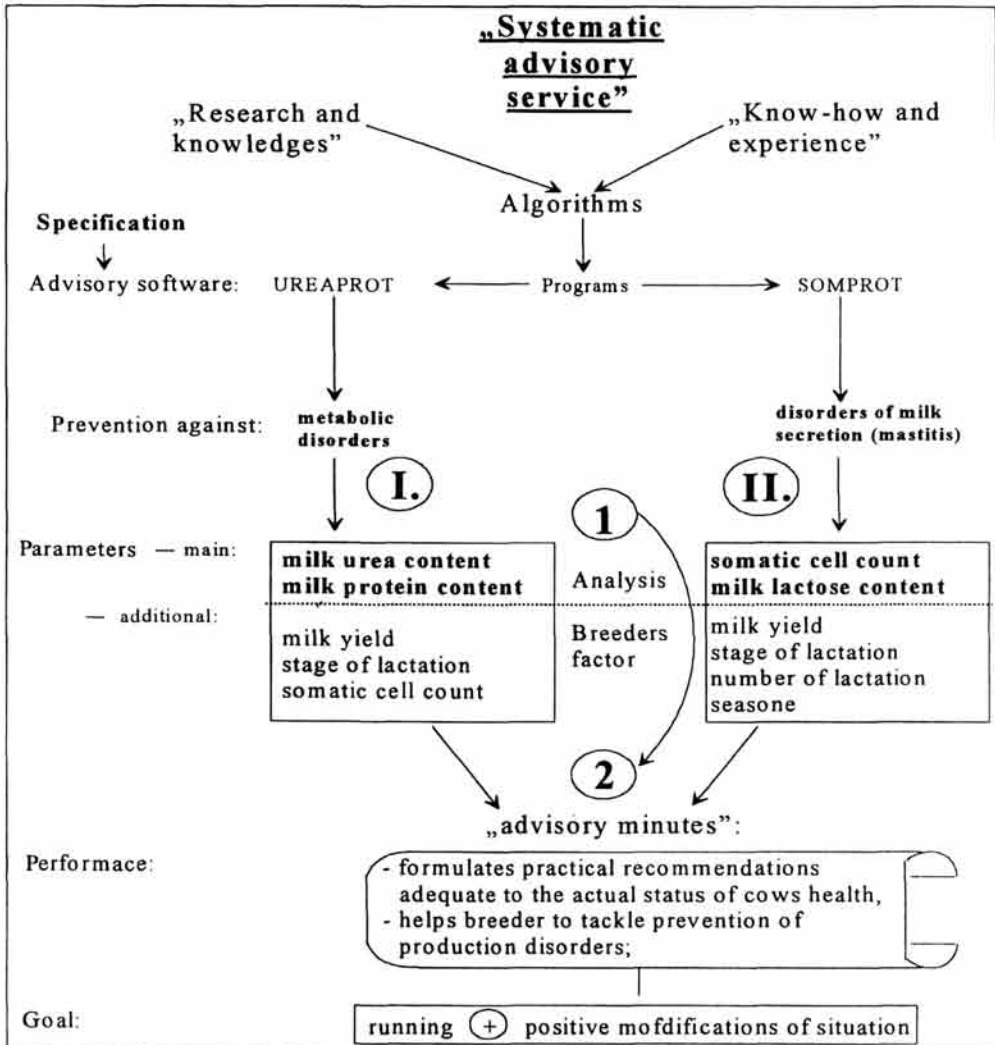 „Systematic
advisory
service”
„Research and
knowledges”
„Know-how and
experience”
Algorithms
Specification
Advisory software:
UREAPROT
Programs
SOMPROT
Prevention against:
metabolic
disorders
disorders of milk
secretion (mastitis)
I.
1
II.
Parameters — main:
milk urea content
milk protein content
Analysis
somatic cell count
milk lactose content
— additional:
milk yield
stage of lactation
somatic cell count
Breeders
factor
milk yield
stage of lactation
number of lactation
seasone
2
„advisory minutes”:
Performace:
- formulates practical recommendations
adequate to the actual status of cows health,
- helps breeder to tackle prevention of
production disorders;
Goal:
running + positive mofdifications of situation